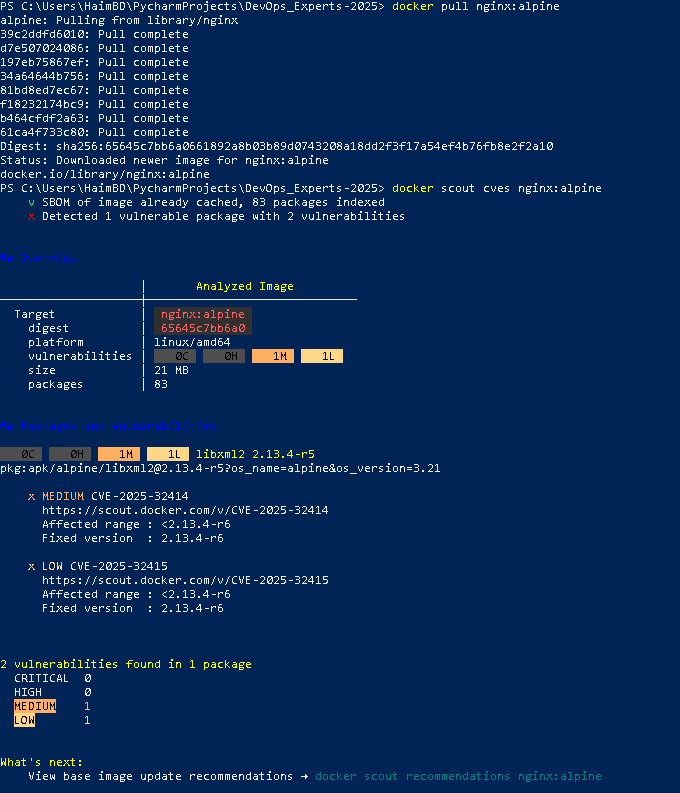 PS C:\Users\HaimBD\PycharmProjects\DevOps_Experts-2025> docker pull nginx:alpine
alpine: Pulling from library/nginx
39c2ddfd6010: Pull complete
d7e507024086: Pull complete
197eb75867ef: Pull complete
34a64644b756: Pull complete
81bd8ed7ec67: Pull complete
f18232174bc9: Pull complete
b464cfdf2a63: Pull complete
61ca4f733c80: Pull complete
Digest: sha256:65645c7bb6a0661892a8b03b89d0743208a18dd2f3f17a54ef4b76fb8e2f2a10
Status: Downloaded newer image for nginx:alpine
docker.io/library/nginx:alpine
PS C:\Users\HaimBD\PycharmProjects\DevOps_Experts-2025> docker scout cves nginx:alpine
v SBOM of image already cached, 83 packages indexed
x Detected 1 vulnerable package with 2 vulnerabilities
## Overview
Analyzed Image
Target nginx:alpine
digest 65645c7bb6a0
platform linux/amd64
vulnerabilities 0C 0H 1M 1L
size 21 MB
packages 83
## Packages and Vulnerabilities
0C 0H 1M 1L libxml2 2.13.4-r5
pkg:apk/alpine/libxml2@2.13.4-r5?os_name=alpine&os_version=3.21
x MEDIUM CVE-2025-32414
https://scout.docker.com/v/CVE-2025-32414
Affected range : <2.13.4-r6
Fixed version : 2.13.4-r6
x LOW CVE-2025-32415
https://scout.docker.com/v/CVE-2025-32415
Affected range : <2.13.4-r6
Fixed version : 2.13.4-r6
2 vulnerabilities found in 1 package
CRITICAL 0
HIGH 0
MEDIUM 1
LOW 1
What's next:
View base image update recommendations → docker scout recommendations nginx:alpine